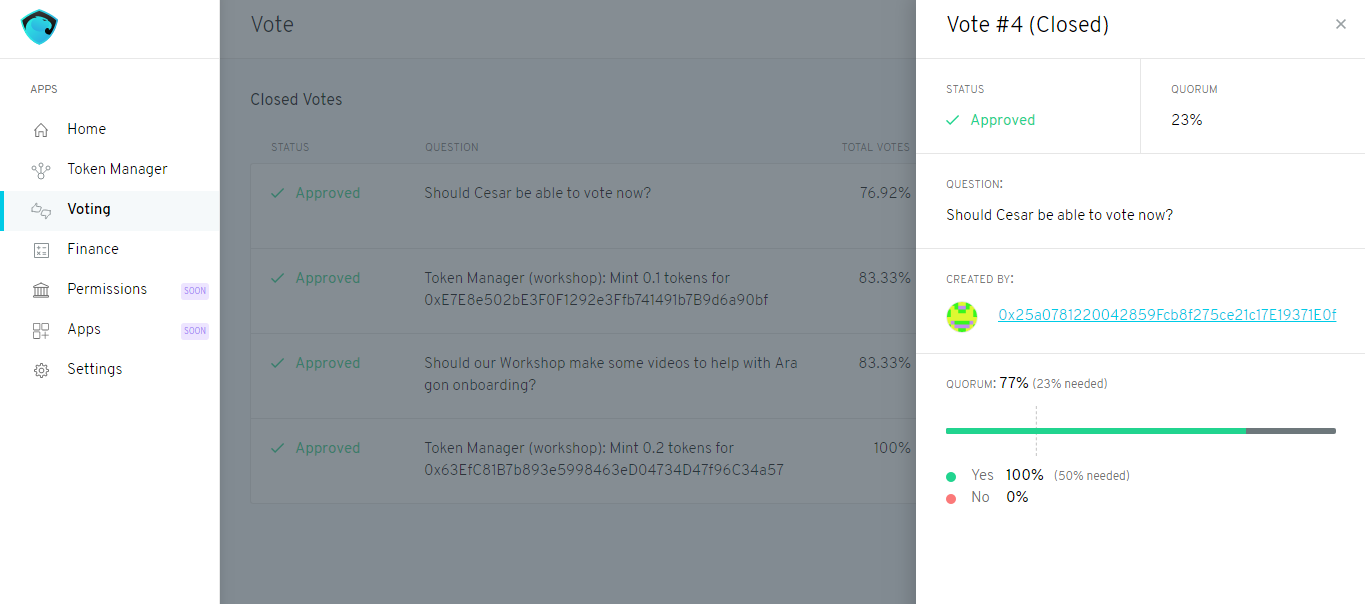 APPS
Home
Token Manager
Voting
Finance
Permissions SOON
Apps SOON
Settings
Vote
Closed Votes
STATUS QUESTION TOTAL VOTES
Approved Should Cesar be able to vote now? 76.92%
Approved Token Manager (workshop): Mint 0.1 tokens for 83.33%
0xE7E8e502bE3F0F1292e3Ffb741491b7B9d6a90bf
Approved Should our Workshop make some videos to help with Ara 83.33%
gon onboarding?
Approved Token Manager (workshop): Mint 0.2 tokens for 100%
0x63EfC81B7b893e5998463eD04734D47f96C34a57
Vote #4 (Closed)
STATUS QUORUM
Approved 23%
QUESTION:
Should Cesar be able to vote now?
CREATED BY:
0x25a0781220042859Fcb8f275ce21c17E19371E0f
QUORUM: 77% (23% needed)
Yes 100% (50% needed)
No 0%